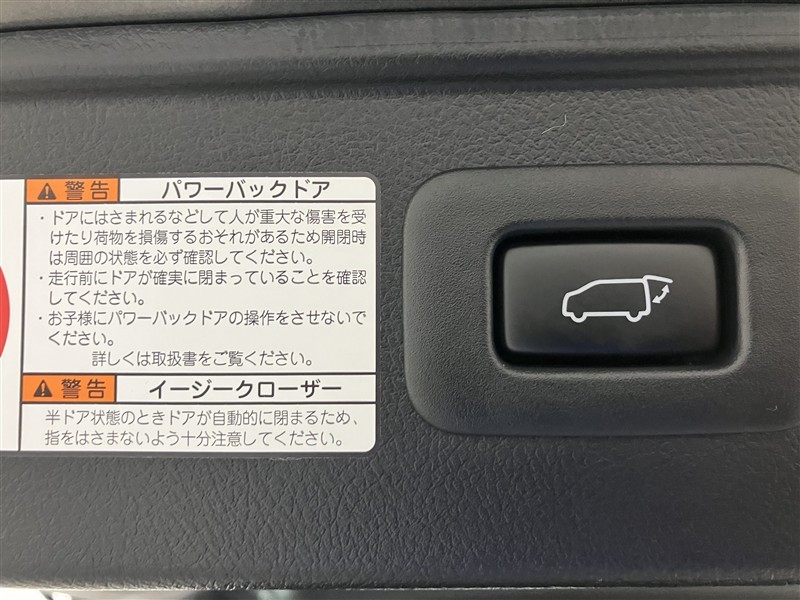 警告 パワーバックドア
・ドアにはさまれるなどして人が重大な傷害を受
けたり荷物を損傷するおそれがあるため開閉時
は周囲の状態を必ず確認してください。
・走行前にドアが確実に閉まっていることを確認
してください。
・お子様にパワーバックドアの操作をさせないで
ください。
詳しくは取扱書をご覧ください。
警告 イージークローザー
半ドア状態のときドアが自動的に閉まるため、
指をはさまないよう十分注意してください。